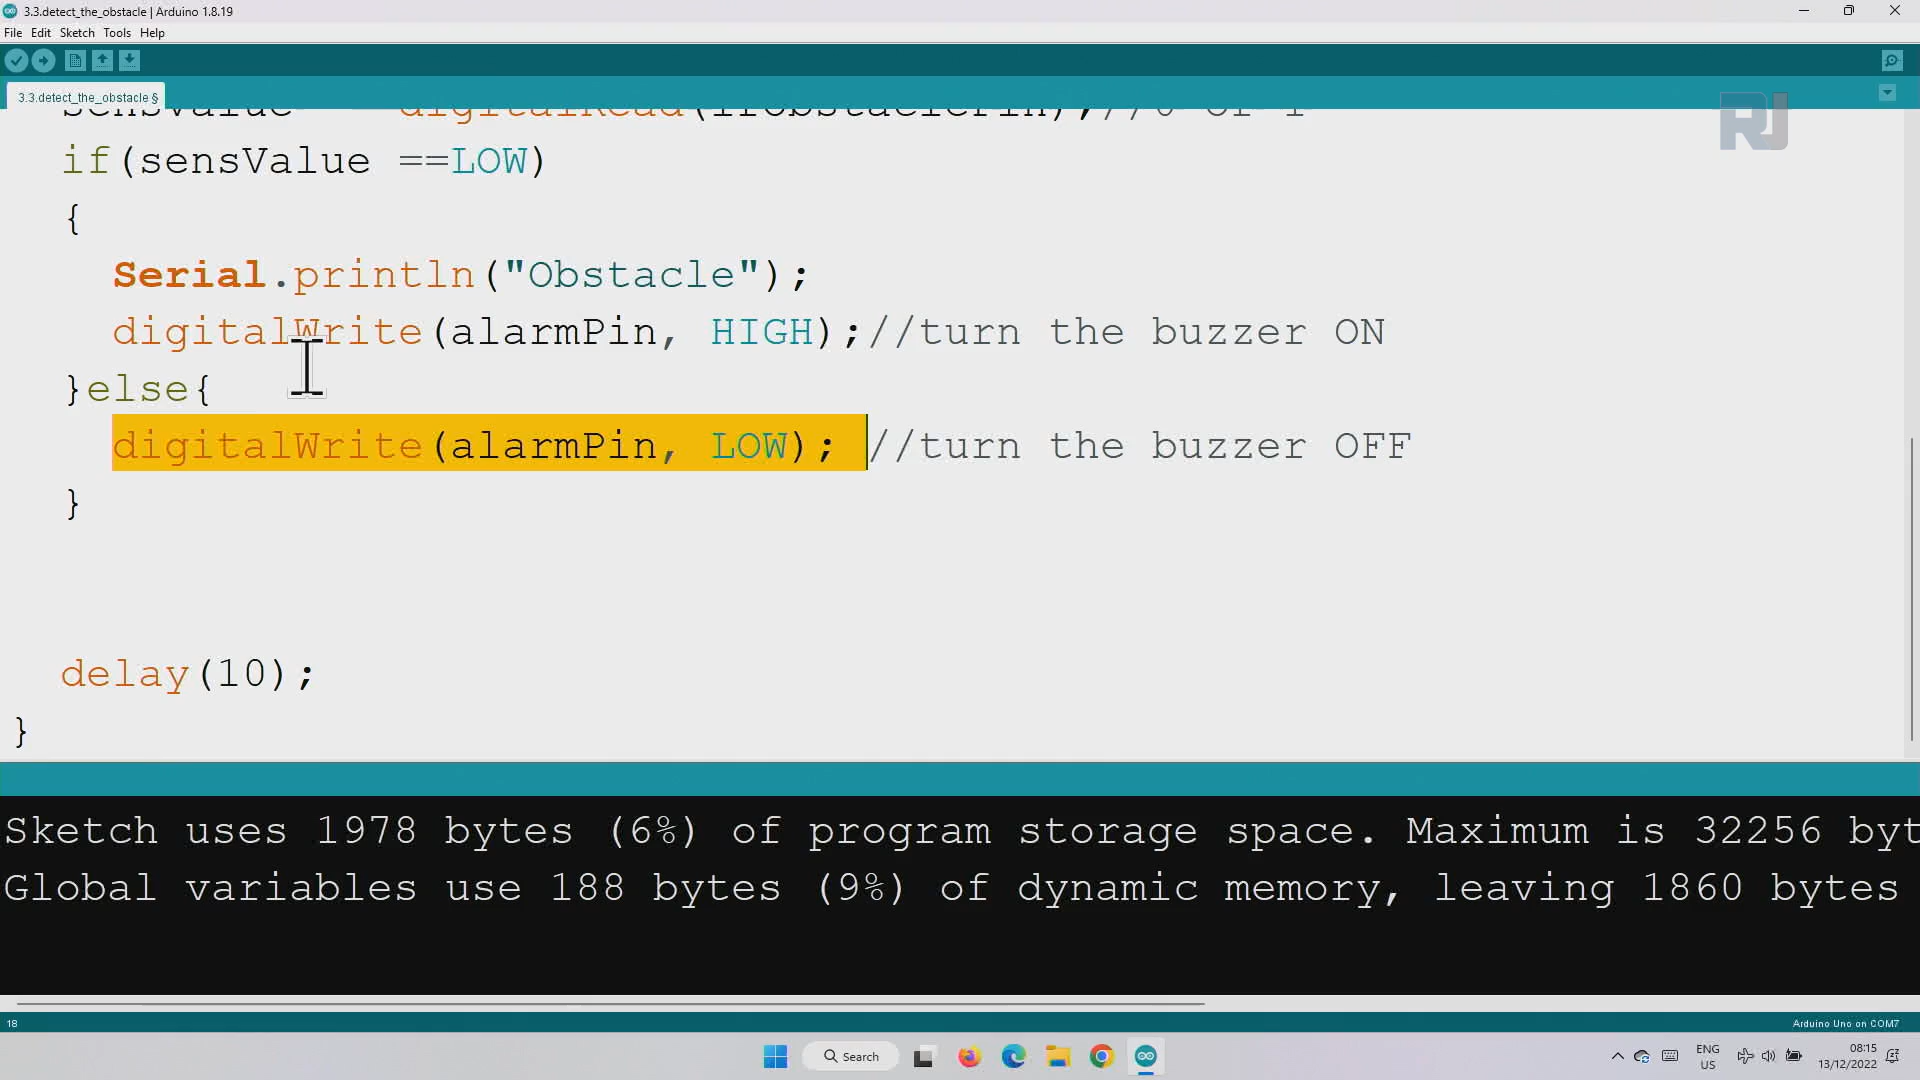 3.3.detect_the_obstacle | Arduino 1.8.19
File Edit Sketch Tools Help
3.3.detect_the_obstacle §
RJ
if(sensValue ==LOW)
{
Serial.println("Obstacle");
digitalWrite(alarmPin, HIGH);//turn the buzzer ON
}else{
digitalWrite(alarmPin, LOW); //turn the buzzer OFF
}
delay(10);
}
Sketch uses 1978 bytes (6%) of program storage space. Maximum is 32256 byt
Global variables use 188 bytes (9%) of dynamic memory, leaving 1860 bytes
18
Arduino Uno on COM7
Search
ENG
US
08:15
13/12/2022